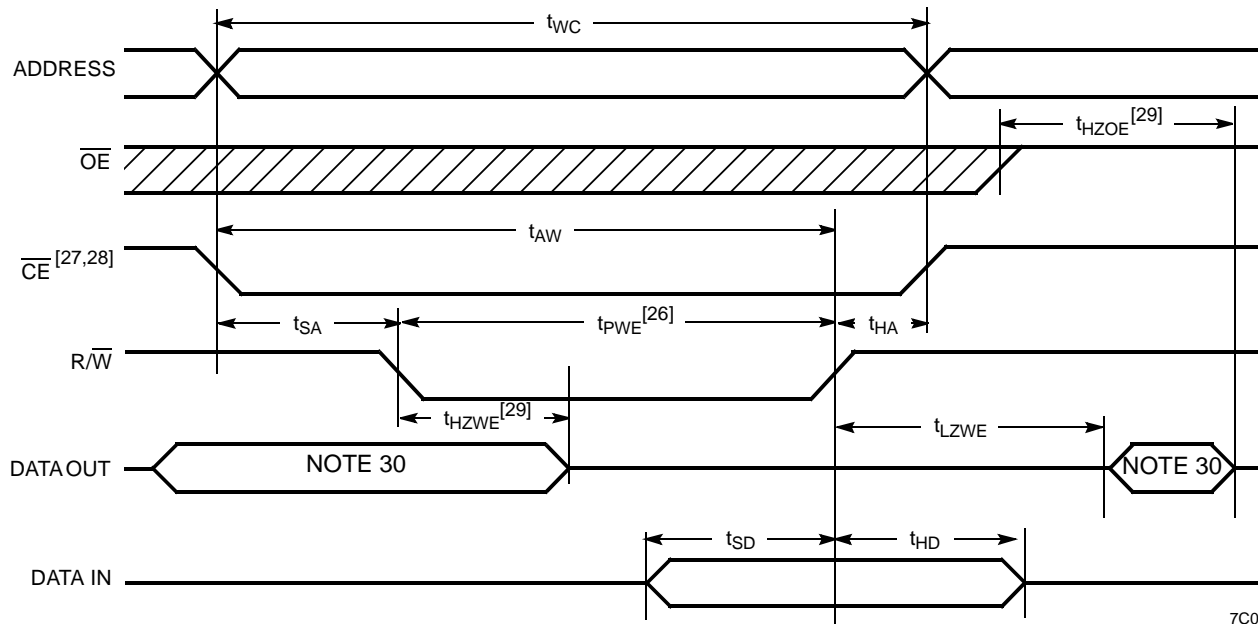 tWC
ADDRESS
tHZOE[29]
OE
tAW
CE [27,28]
tSA
tPWE[26]
tHA
R/W
tHZWE[29]
tLZWE
DATA OUT
NOTE 30
NOTE 30
tSD
tHD
DATA IN
7C0